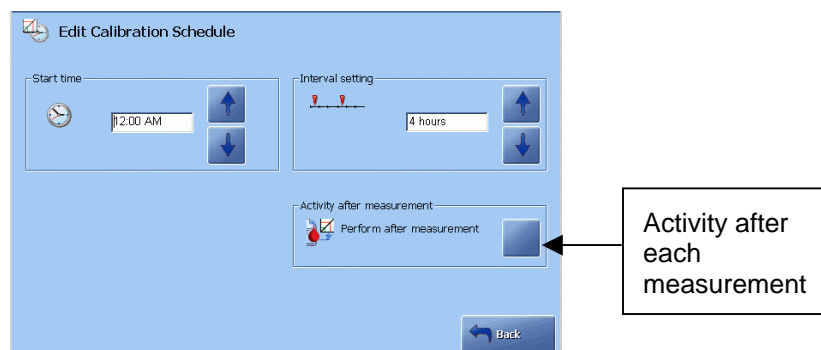 Edit Calibration Schedule
Start time
12:00 AM
Interval setting
4 hours
Activity after measurement
Perform after measurement
Back
Activity after
each
measurement